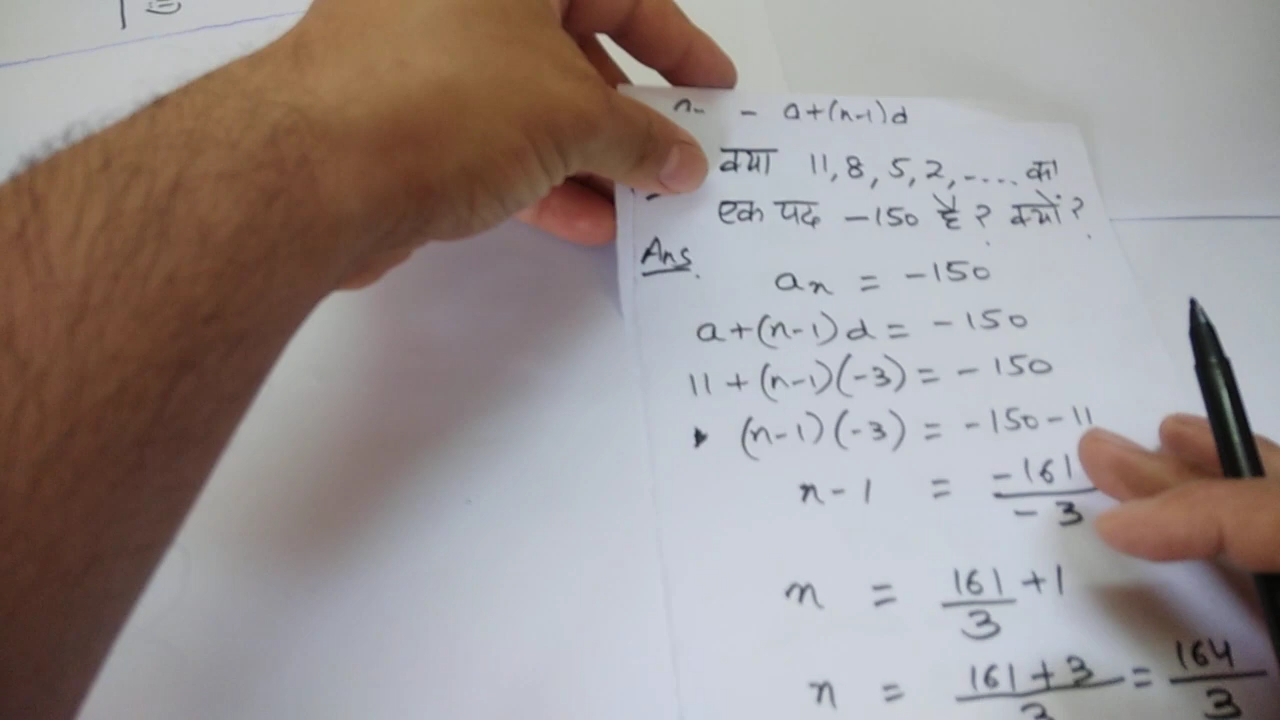 - a+(n-1)d
क्या 11, 8, 5, 2, .... का
एक पद -150 है? क्यों?
Ans.
an = -150
a+(n-1)d = -150
11+(n-1)(-3) = -150
(n-1)(-3) = -150-11
n-1 = -161/-3
n = 161/3 +1
n = 161+3/3 = 164/3